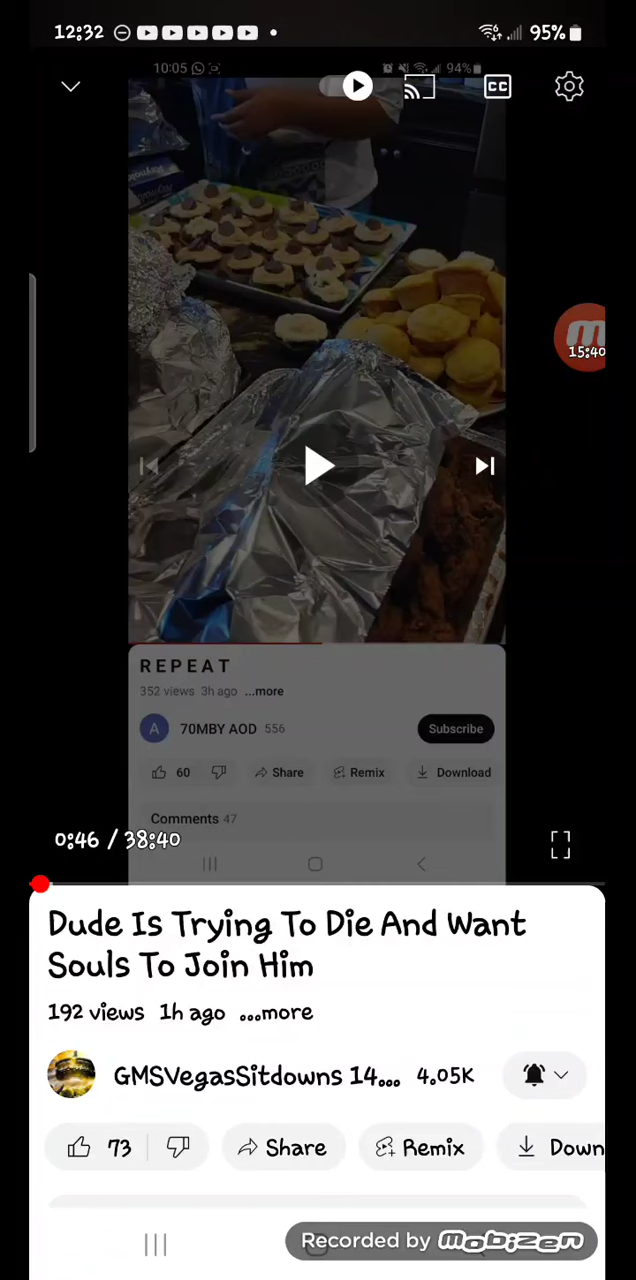 12:32
95%
10:05
94%
CC
15:40
REPEAT
352 views 3h ago ...more
A
70MBY AOD 556
Subscribe
60
Share
Remix
Download
Comments 47
0:46 / 38:40
Dude Is Trying To Die And Want
Souls To Join Him
192 views 1h ago ...more
GMSVegasSitdowns 14... 4.05K
73
Share
Remix
Down
Recorded by mobizen